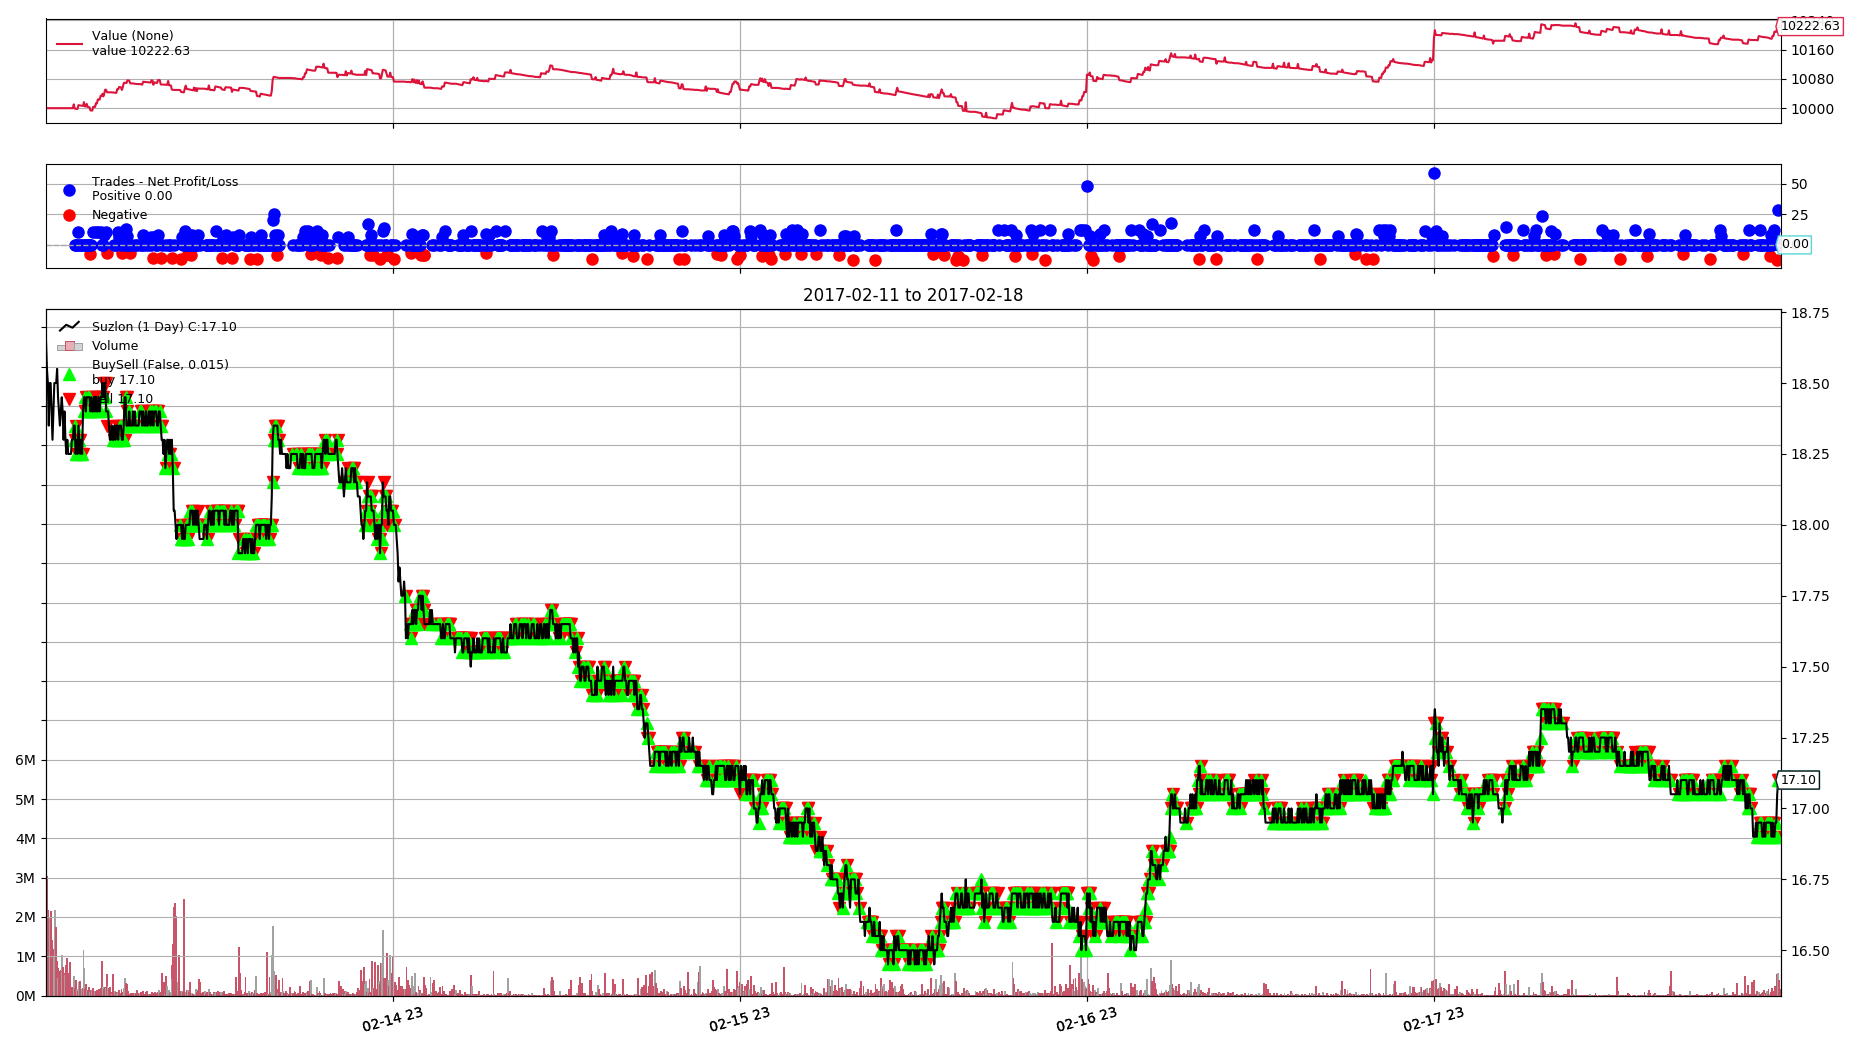 Value (None)
value 10222.63
10222.63
10160
10080
10000
Trades - Net Profit/Loss
Positive 0.00
Negative
50
25
0.00
2017-02-11 to 2017-02-18
Suzlon (1 Day) C:17.10
Volume
BuySell (False, 0.015)
buy 17.10
17.10
18.75
18.50
18.25
18.00
17.75
17.50
17.25
17.10
17.00
16.75
16.50
6M
5M
4M
3M
2M
1M
0M
02-14 23
02-15 23
02-16 23
02-17 23